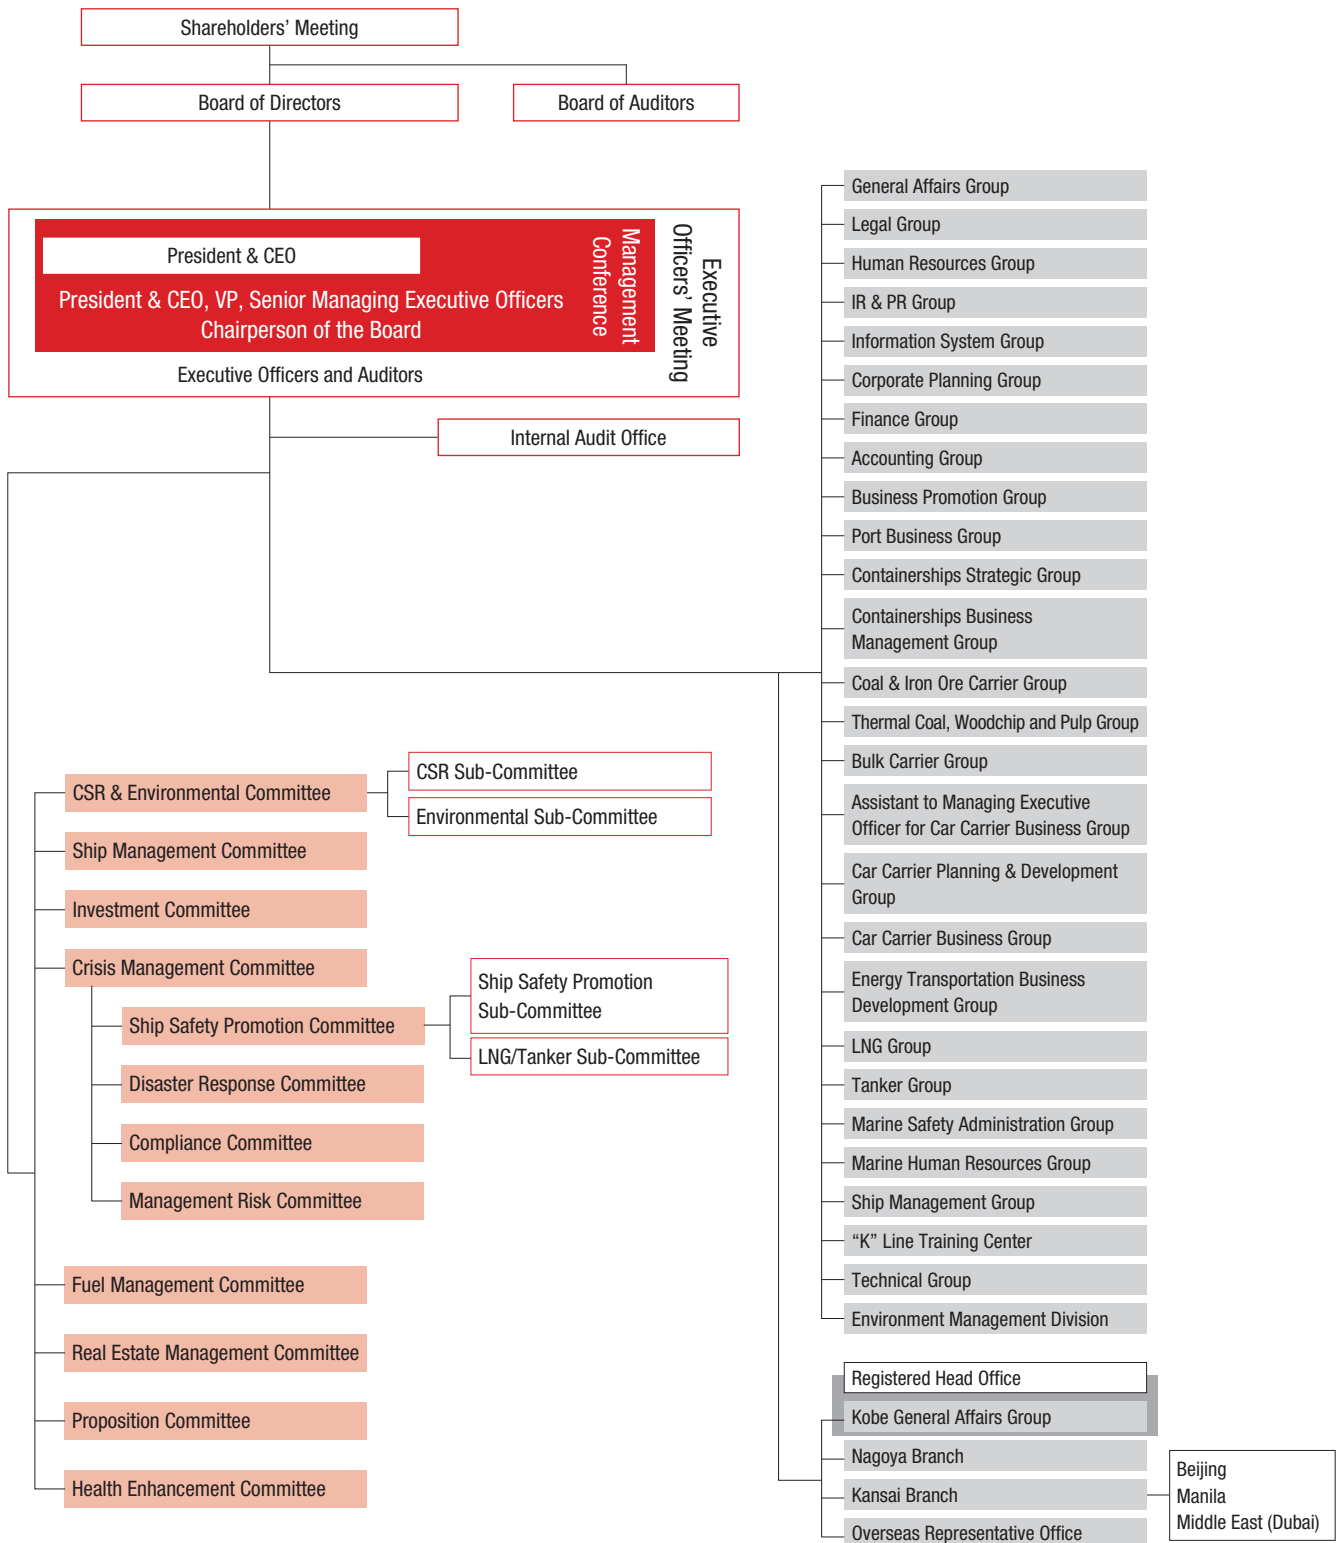 Shareholders’ Meeting
Board of Directors
Board of Auditors
President & CEO
President & CEO, VP, Senior Managing Executive Officers
Chairperson of the Board
Management
Conference
Executive
Officers’ Meeting
Executive Officers and Auditors
Internal Audit Office
CSR & Environmental Committee
CSR Sub-Committee
Environmental Sub-Committee
Ship Management Committee
Investment Committee
Crisis Management Committee
Ship Safety Promotion Committee
Ship Safety Promotion
Sub-Committee
LNG/Tanker Sub-Committee
Disaster Response Committee
Compliance Committee
Management Risk Committee
Fuel Management Committee
Real Estate Management Committee
Proposition Committee
Health Enhancement Committee
General Affairs Group
Legal Group
Human Resources Group
IR & PR Group
Information System Group
Corporate Planning Group
Finance Group
Accounting Group
Business Promotion Group
Port Business Group
Containerships Strategic Group
Containerships Business
Management Group
Coal & Iron Ore Carrier Group
Thermal Coal, Woodchip and Pulp Group
Bulk Carrier Group
Assistant to Managing Executive
Officer for Car Carrier Business Group
Car Carrier Planning & Development
Group
Car Carrier Business Group
Energy Transportation Business
Development Group
LNG Group
Tanker Group
Marine Safety Administration Group
Marine Human Resources Group
Ship Management Group
“K” Line Training Center
Technical Group
Environment Management Division
Registered Head Office
Kobe General Affairs Group
Nagoya Branch
Kansai Branch
Overseas Representative Office
Beijing
Manila
Middle East (Dubai)